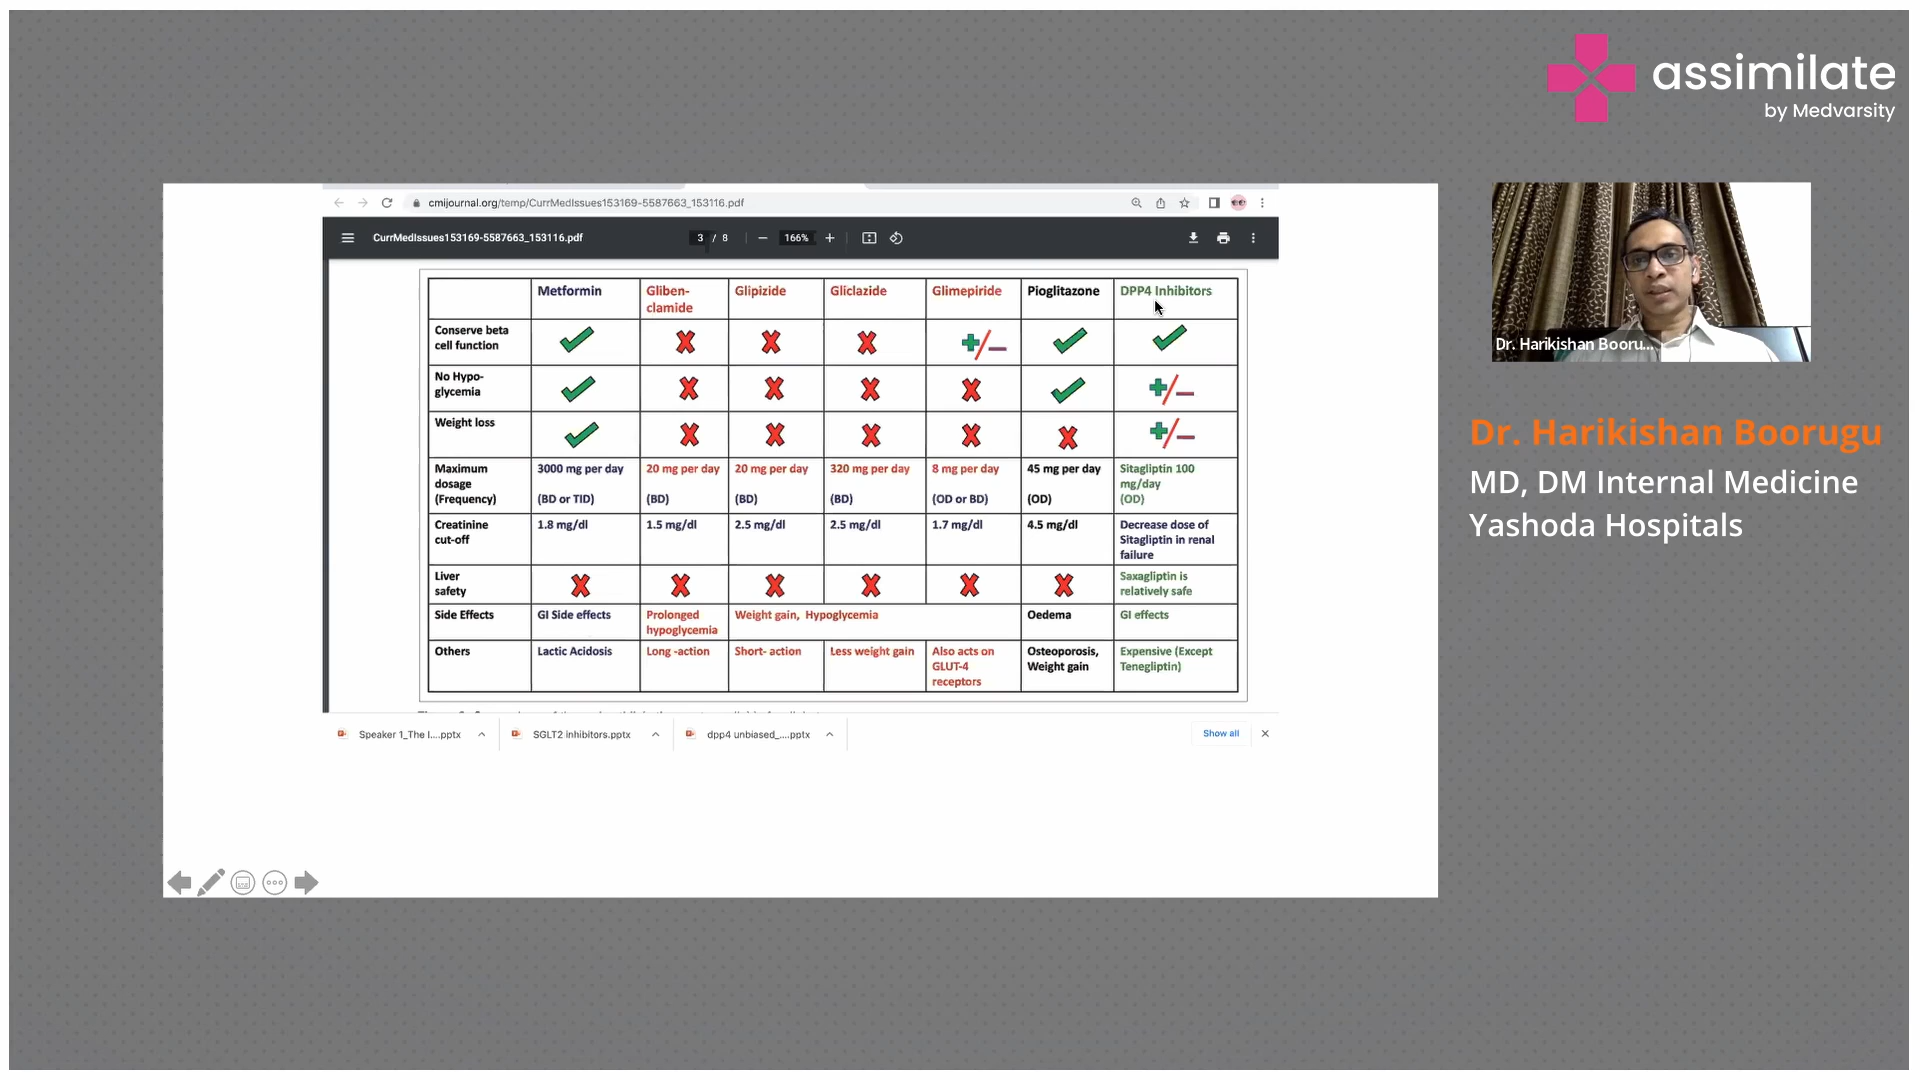 assimilate
by Medvarsity
cmijournal.org/temp/CurrMedIssues153169-5587663_153116.pdf
CurrMedIssues153169-5587663_153116.pdf
3 / 8
166%
Metformin
Gliben-
clamide
Glipizide
Gliclazide
Glimepiride
Pioglitazone
DPP4 Inhibitors
Conserve beta
cell function
+/–
No Hypo-
glycemia
+/–
Weight loss
+/–
Maximum
dosage
(Frequency)
3000 mg per day
(BD or TID)
20 mg per day
(BD)
20 mg per day
(BD)
320 mg per day
(BD)
8 mg per day
(OD or BD)
45 mg per day
(OD)
Sitagliptin 100
mg/day
(OD)
Creatinine
cut-off
1.8 mg/dl
1.5 mg/dl
2.5 mg/dl
2.5 mg/dl
1.7 mg/dl
4.5 mg/dl
Decrease dose of
Sitagliptin in renal
failure
Liver
safety
Saxagliptin is
relatively safe
Side Effects
GI Side effects
Prolonged
hypoglycemia
Weight gain, Hypoglycemia
Oedema
GI effects
Others
Lactic Acidosis
Long -action
Short- action
Less weight gain
Also acts on
GLUT-4
receptors
Osteoporosis,
Weight gain
Expensive (Except
Tenegliptin)
Speaker 1_The I....pptx
SGLT2 inhibitors.pptx
dpp4 unbiased_....pptx
Show all
Dr. Harikishan Booru...
Dr. Harikishan Boorugu
MD, DM Internal Medicine
Yashoda Hospitals